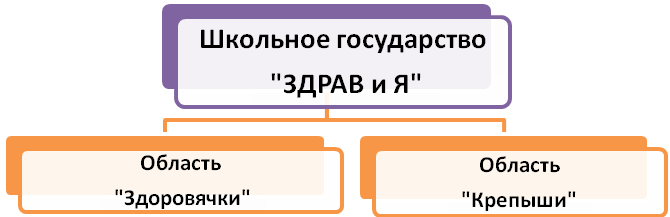 Школьное государство
"ЗДРАВ и Я"
Область
"Здоровячки"
Область
"Крепыши"